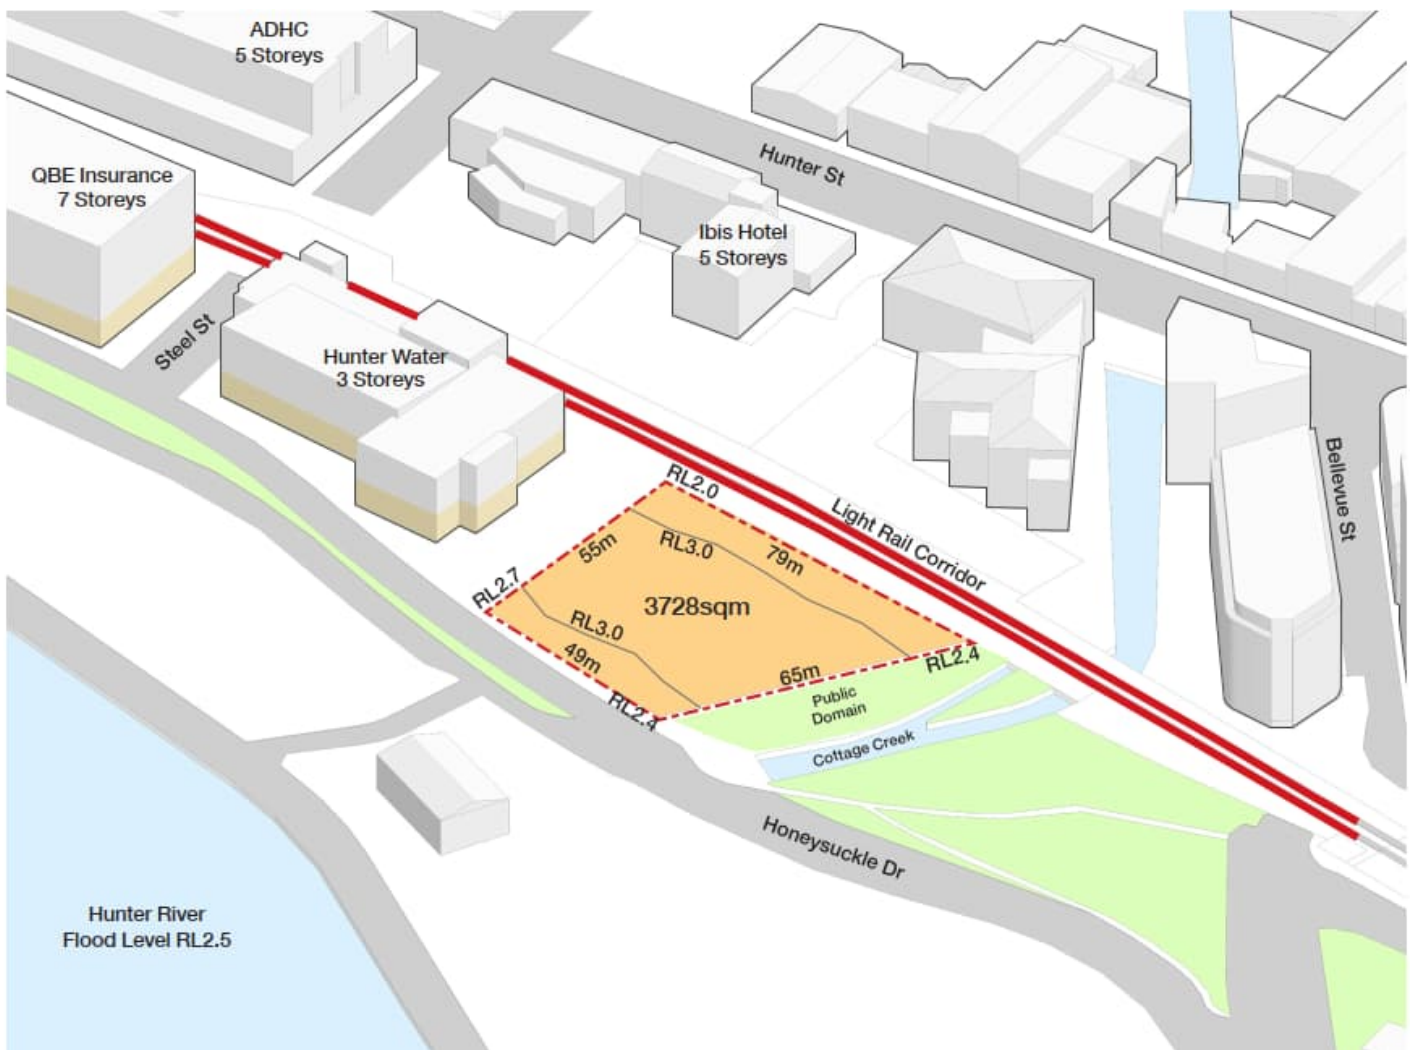 ADHC
5 Storeys
QBE Insurance
7 Storeys
Hunter St
Ibis Hotel
5 Storeys
Steel St
Hunter Water
3 Storeys
Bellevue St
RL2.0
Light Rail Corridor
RL3.0
79m
55m
RL2.7
3728sqm
RL3.0
49m
65m
RL2.4
RL2.4
Public
Domain
Cottage Creek
Honeysuckle Dr
Hunter River
Flood Level RL2.5